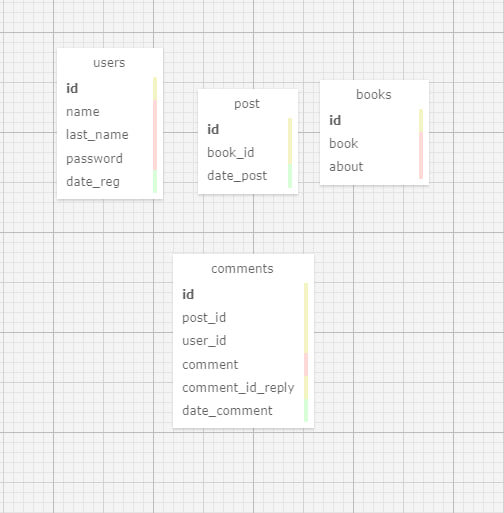 users
id
name
last_name
password
date_reg
post
id
book_id
date_post
books
id
book
about
comments
id
post_id
user_id
comment
comment_id_reply
date_comment